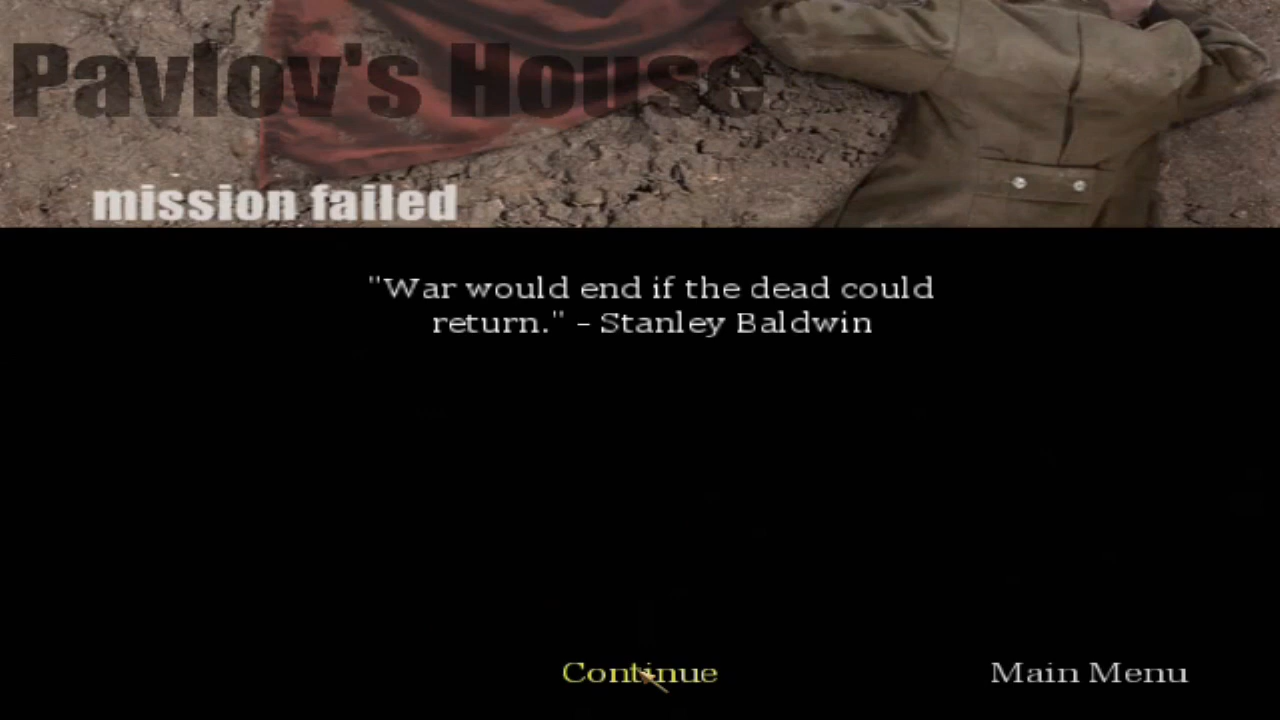 Pavlov's House
mission failed
"War would end if the dead could
return." – Stanley Baldwin
Continue
Main Menu